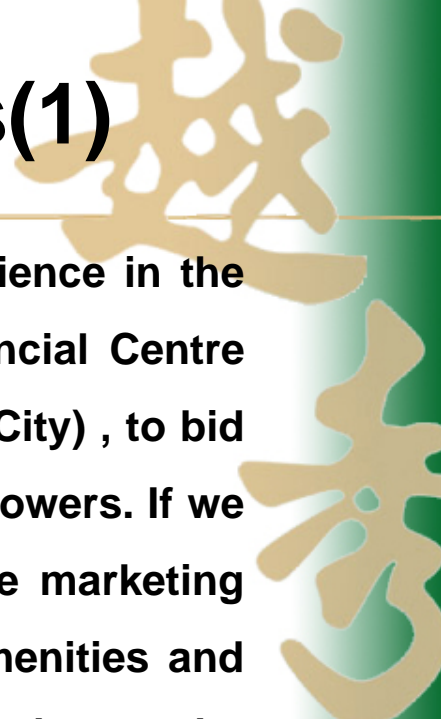 s(1)
越
ience in the
ncial Centre
City) , to bid
owers. If we
秀
e marketing
nenities and